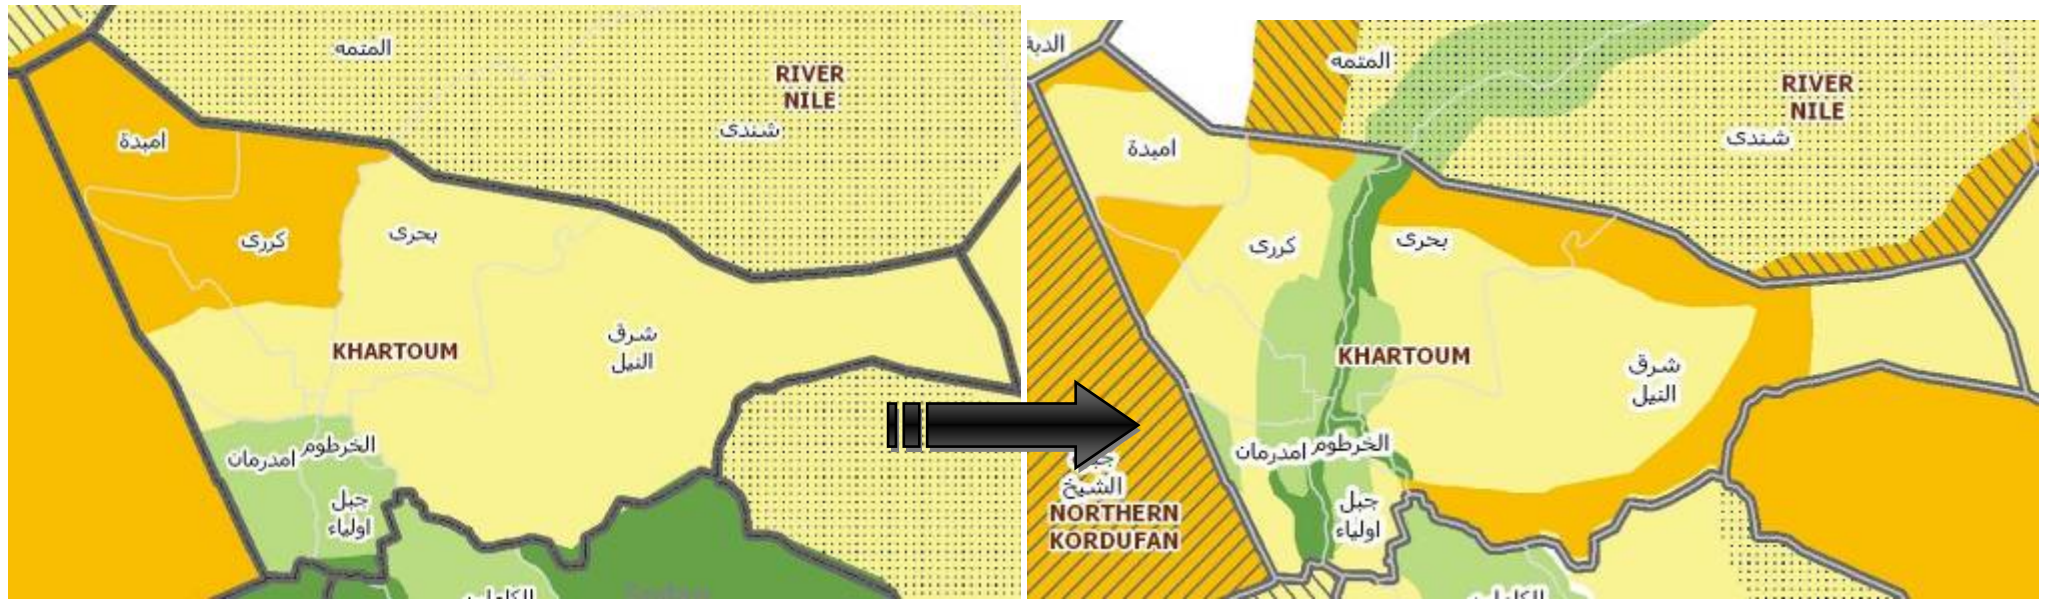 المتمه
RIVER
NILE
شندى
امبدة
كررى
بحرى
KHARTOUM
شرق
النيل
الخرطوم
امدرمان
جبل
اولياء
المتمه
RIVER
NILE
شندى
امبدة
كررى
بحرى
KHARTOUM
شرق
النيل
الخرطوم
امدرمان
الشيخ
NORTHERN
KORDUFAN
جبل
اولياء